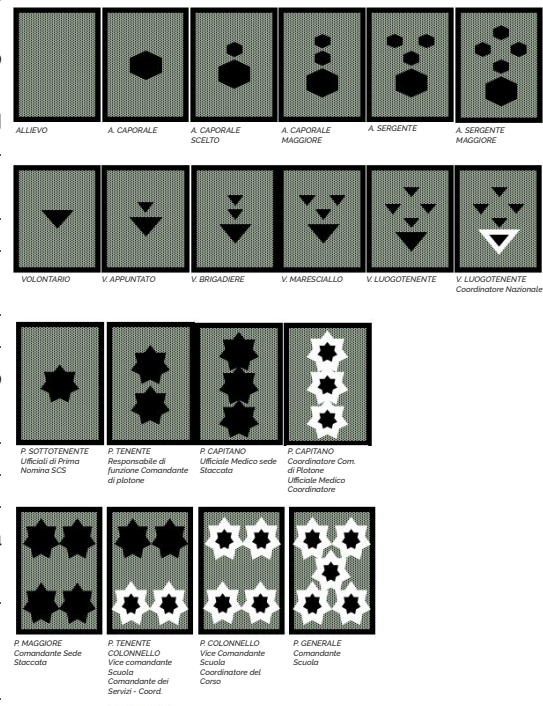 ALLIEVO
A. CAPORALE
A. CAPORALE
SCELTO
A. CAPORALE
MAGGIORE
A. SERGENTE
A. SERGENTE
MAGGIORE
VOLONTARIO
V. APPUNTATO
V. BRIGADIERE
V. MARESCIALLO
V. LUOGOTENENTE
V. LUOGOTENENTE
Coordinatore Nazionale
P. SOTTOTENENTE
Ufficiali di Prima
Nomina SCS
P. TENENTE
Responsabile di
funzione Comandante
di plotone
P. CAPITANO
Ufficiale Medico sede
Staccata
P. CAPITANO
Coordinatore Com.
di Plotone
Ufficiale Medico
Coordinatore
P. MAGGIORE
Comandante Sede
Staccata
P. TENENTE
COLONNELLO
Vice comandante
Scuola
Comandante dei
Servizi - Coord.
P. COLONNELLO
Vice Comandante
Scuola
Coordinatore del
Corso
P. GENERALE
Comandante
Scuola